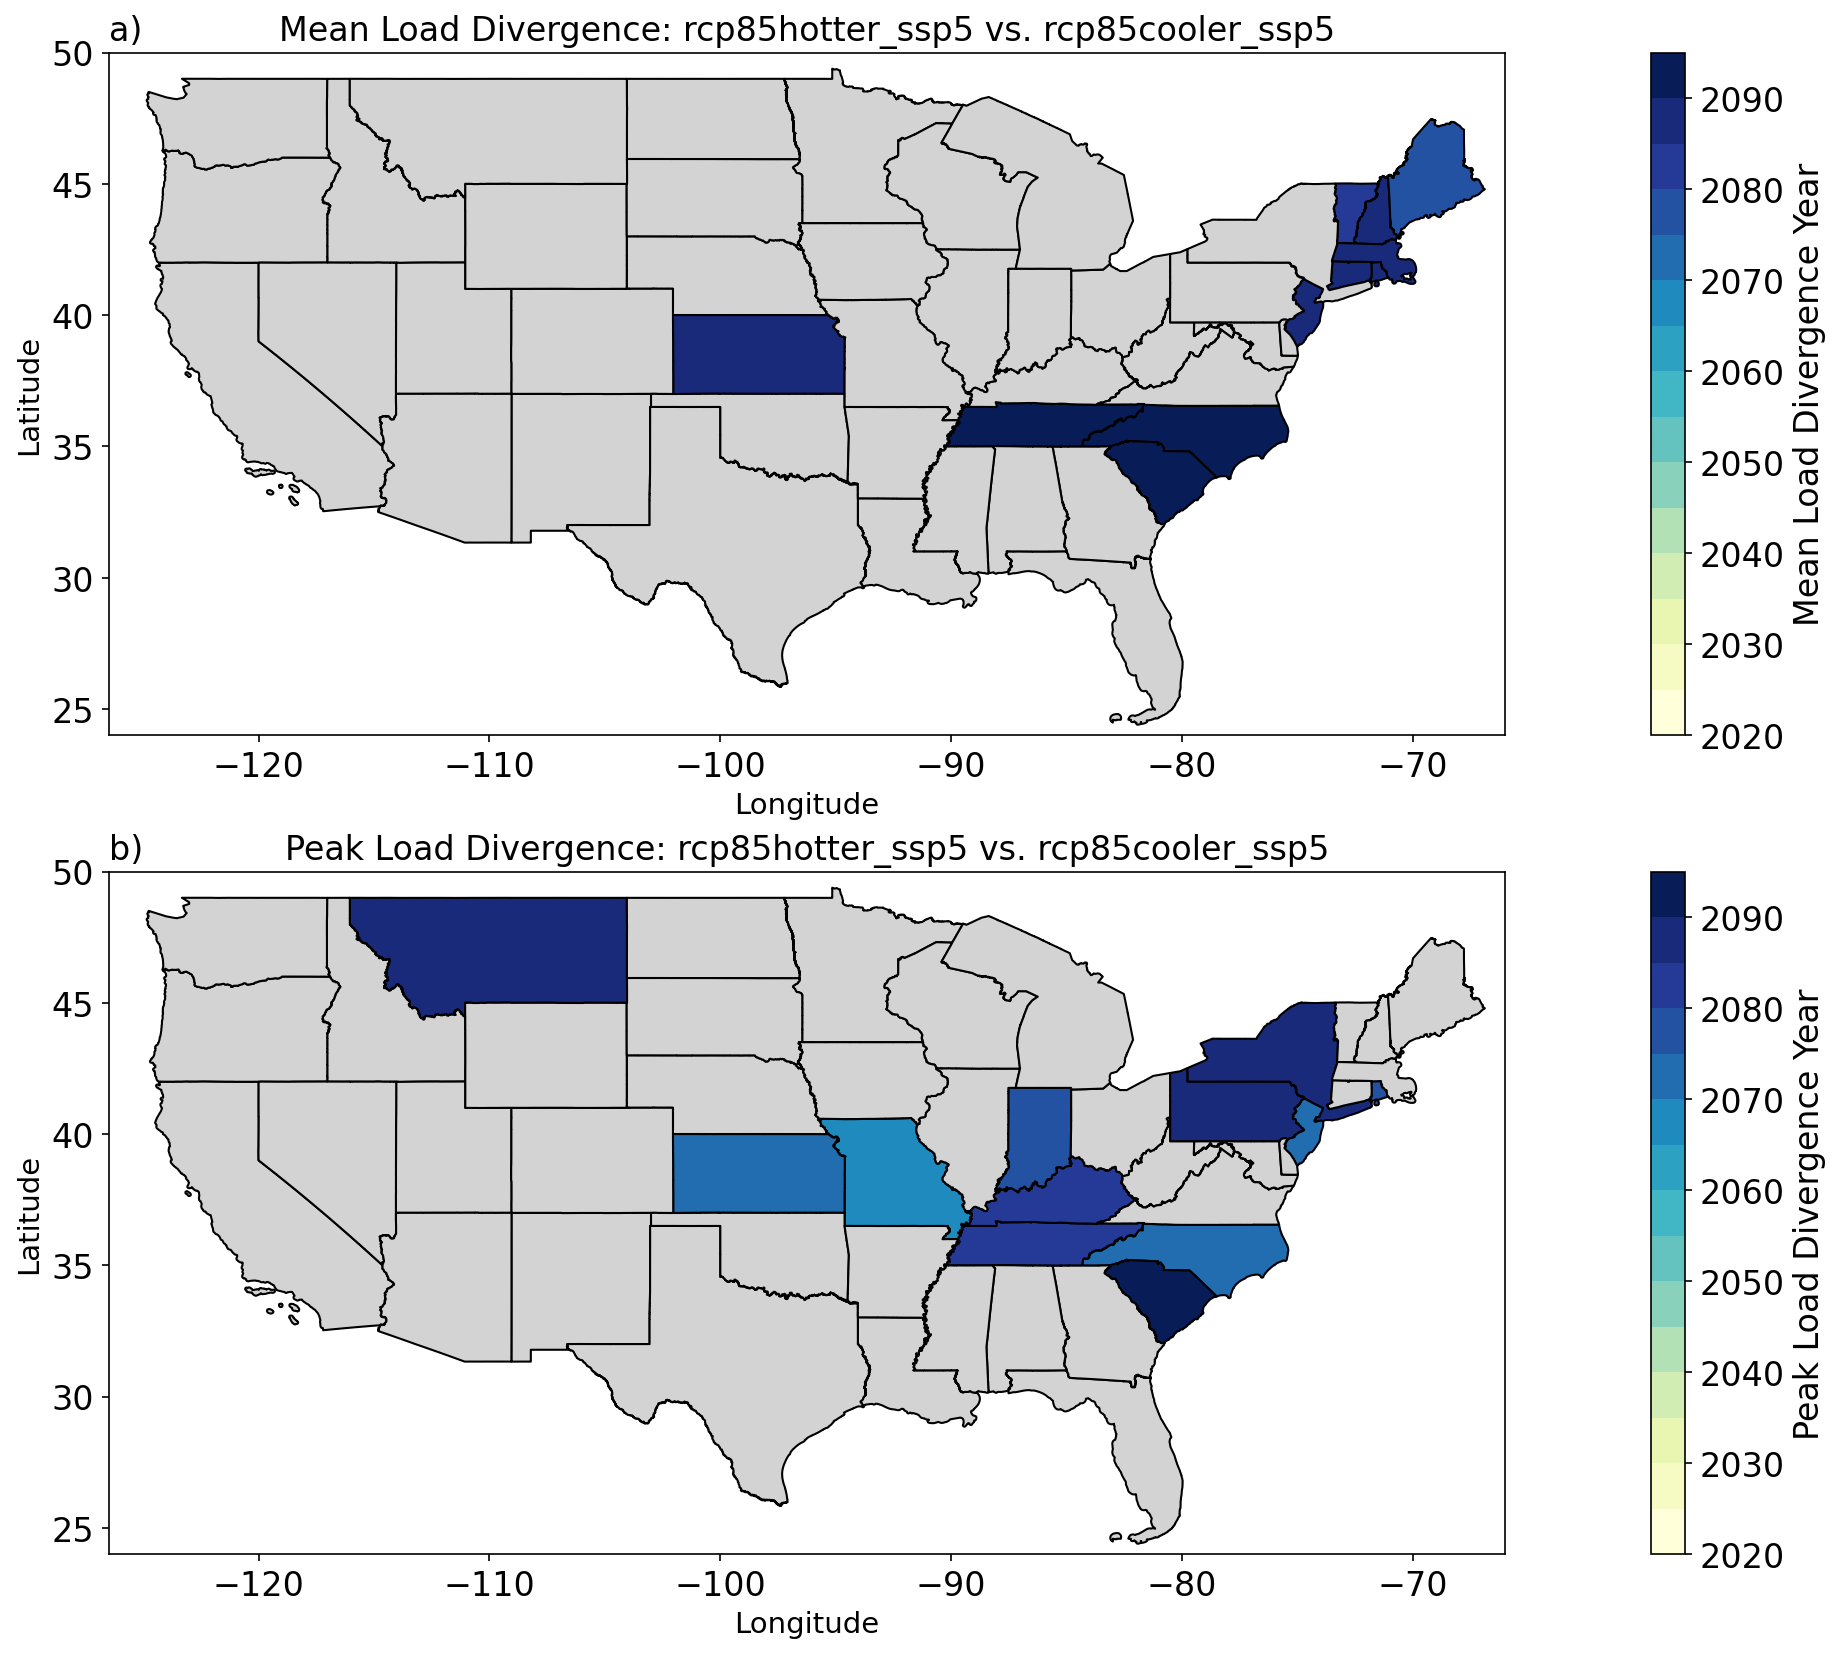 a) Mean Load Divergence: rcp85hotter_ssp5 vs. rcp85cooler_ssp5
50
45
40
35
30
25
Latitude
−120 −110 −100 −90 −80 −70
Longitude
2090
2080
2070
2060
2050
2040
2030
2020
Mean Load Divergence Year
b) Peak Load Divergence: rcp85hotter_ssp5 vs. rcp85cooler_ssp5
50
45
40
35
30
25
Latitude
−120 −110 −100 −90 −80 −70
Longitude
2090
2080
2070
2060
2050
2040
2030
2020
Peak Load Divergence Year